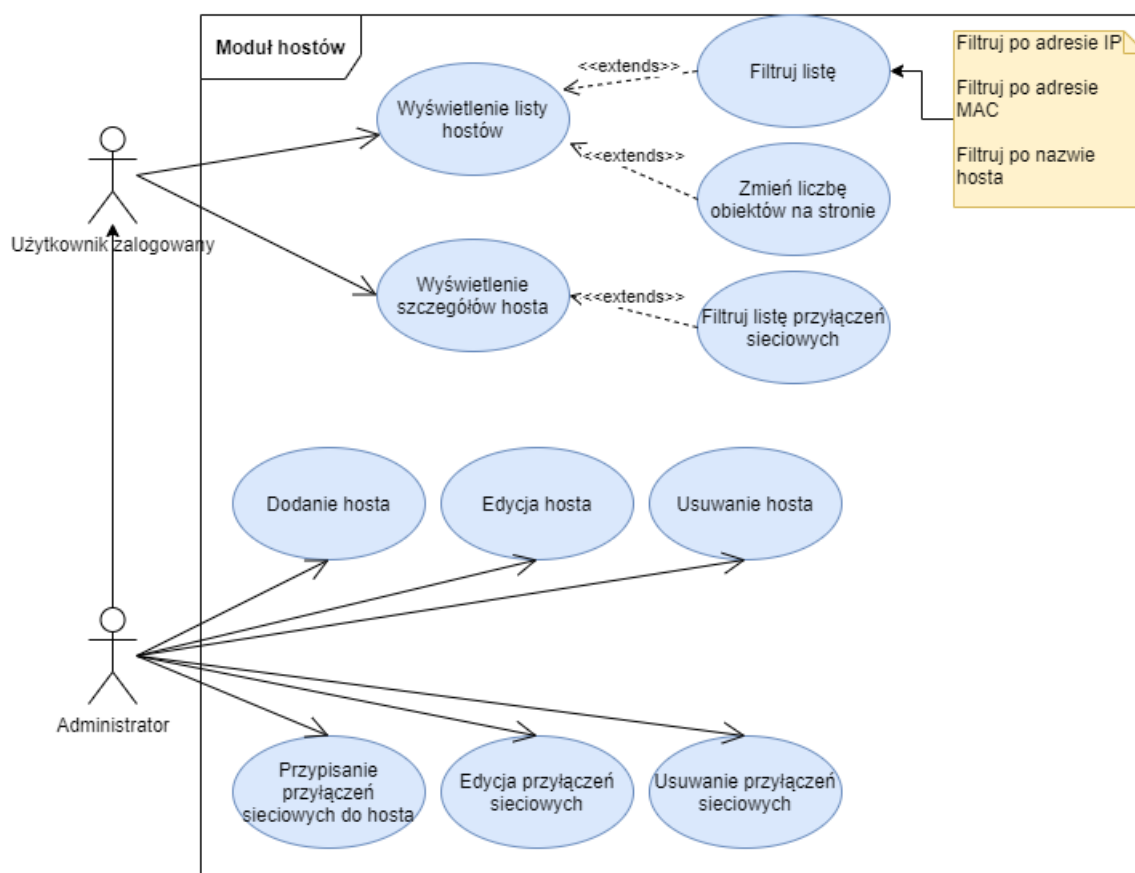 Moduł hostów
Filtruj po adresie IP
Filtruj po adresie
MAC
Filtruj po nazwie
hosta
<<extends>>
Filtruj listę
Wyświetlenie listy
hostów
<<extends>>
Zmień liczbę
obiektów na stronie
Użytkownik zalogowany
Wyświetlenie
szczegółów hosta
<<extends>>
Filtruj listę przyłączeń
sieciowych
Dodanie hosta
Edycja hosta
Usuwanie hosta
Administrator
Przypisanie
przyłączeń
sieciowych do hosta
Edycja przyłączeń
sieciowych
Usuwanie przyłączeń
sieciowych